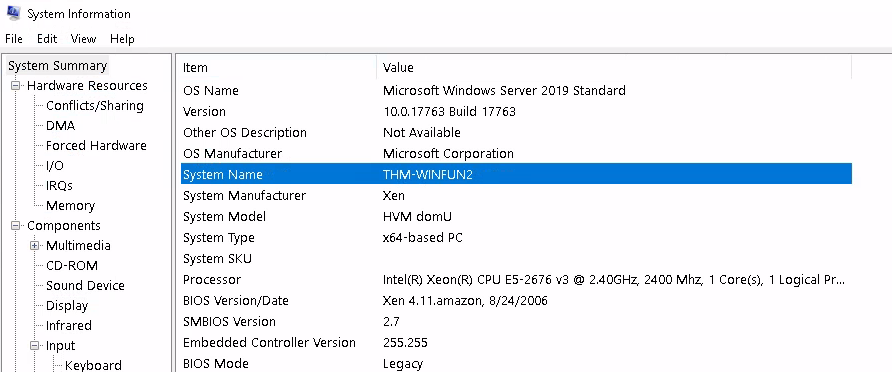 System Information
File Edit View Help
System Summary
Hardware Resources
Conflicts/Sharing
DMA
Forced Hardware
I/O
IRQs
Memory
Components
Multimedia
CD-ROM
Sound Device
Display
Infrared
Input
Keyboard
Item Value
OS Name Microsoft Windows Server 2019 Standard
Version 10.0.17763 Build 17763
Other OS Description Not Available
OS Manufacturer Microsoft Corporation
System Name THM-WINFUN2
System Manufacturer Xen
System Model HVM domU
System Type x64-based PC
System SKU
Processor Intel(R) Xeon(R) CPU E5-2676 v3 @ 2.40GHz, 2400 Mhz, 1 Core(s), 1 Logical Pr...
BIOS Version/Date Xen 4.11.amazon, 8/24/2006
SMBIOS Version 2.7
Embedded Controller Version 255.255
BIOS Mode Legacy